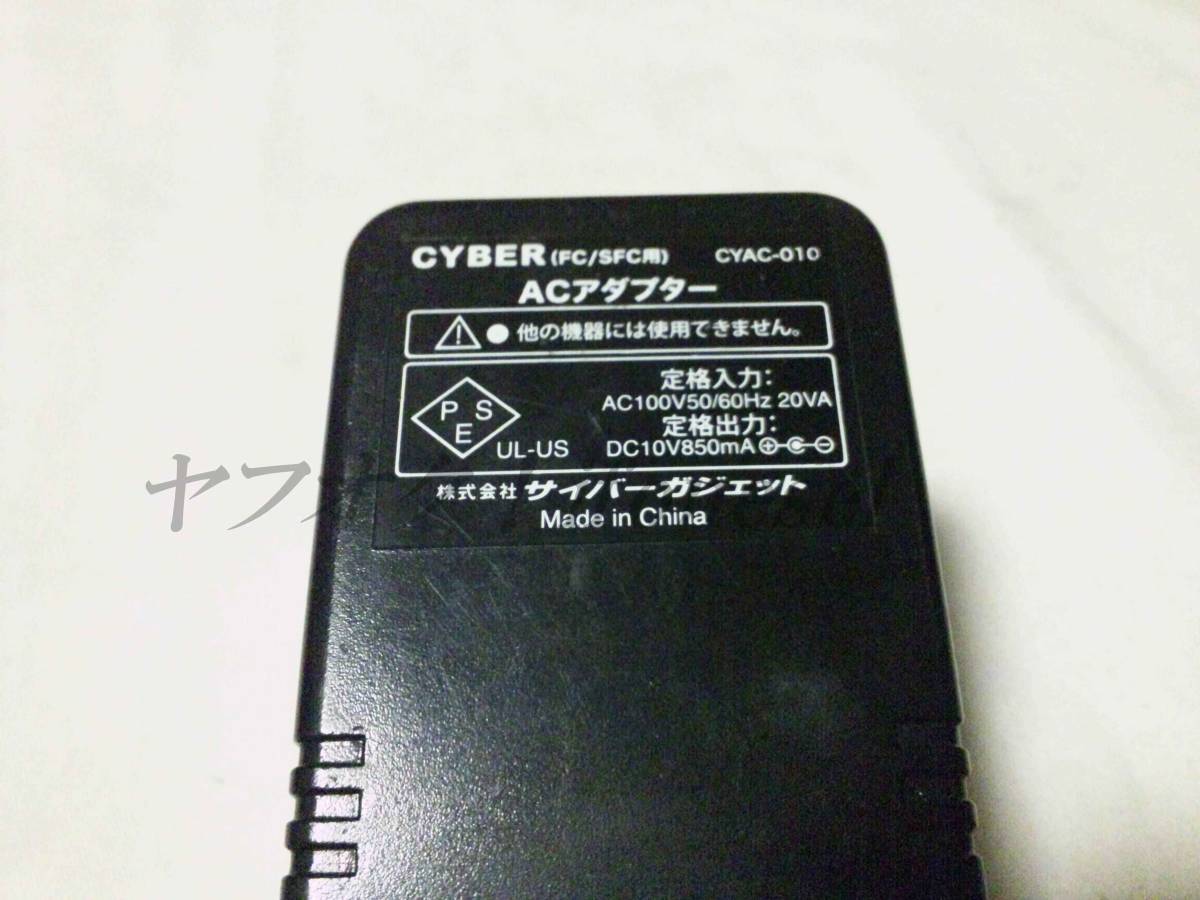 CYBER (FC/SFC用) CYAC-010
ACアダプター
⚠ ●他の機器には使用できません。
定格入力:
AC100V50/60Hz 20VA
定格出力:
DC10V850mA
PSE
UL-US
株式会社 サイバーガジェット
Made in China